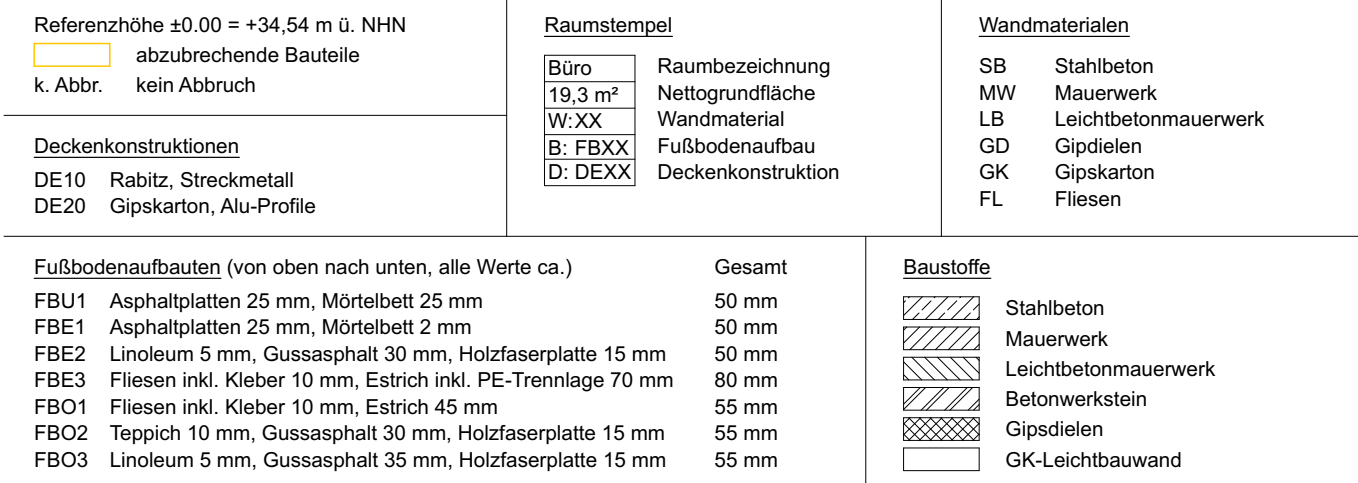 Referenzhöhe ±0.00 = +34,54 m ü. NHN
abzubrechende Bauteile
k. Abbr. kein Abbruch
Deckenkonstruktionen
DE10 Rabitz, Streckmetall
DE20 Gipskarton, Alu-Profile
Raumstempel
Büro Raumbezeichnung
19,3 m² Nettogrundfläche
W:XX Wandmaterial
B: FBXX Fußbodenaufbau
D: DEXX Deckenkonstruktion
Wandmaterialen
SB Stahlbeton
MW Mauerwerk
LB Leichtbetonmauerwerk
GD Gipdielen
GK Gipskarton
FL Fliesen
Fußbodenaufbauten (von oben nach unten, alle Werte ca.) Gesamt
FBU1 Asphaltplatten 25 mm, Mörtelbett 25 mm 50 mm
FBE1 Asphaltplatten 25 mm, Mörtelbett 2 mm 50 mm
FBE2 Linoleum 5 mm, Gussasphalt 30 mm, Holzfaserplatte 15 mm 50 mm
FBE3 Fliesen inkl. Kleber 10 mm, Estrich inkl. PE-Trennlage 70 mm 80 mm
FBO1 Fliesen inkl. Kleber 10 mm, Estrich 45 mm 55 mm
FBO2 Teppich 10 mm, Gussasphalt 30 mm, Holzfaserplatte 15 mm 55 mm
FBO3 Linoleum 5 mm, Gussasphalt 35 mm, Holzfaserplatte 15 mm 55 mm
Baustoffe
Stahlbeton
Mauerwerk
Leichtbetonmauerwerk
Betonwerkstein
Gipsdielen
GK-Leichtbauwand